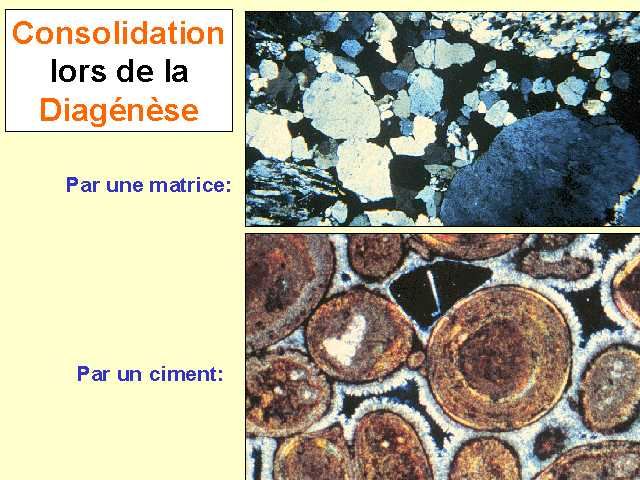 Consolidation
lors de la
Diagénèse
Par une matrice:
Par un ciment: